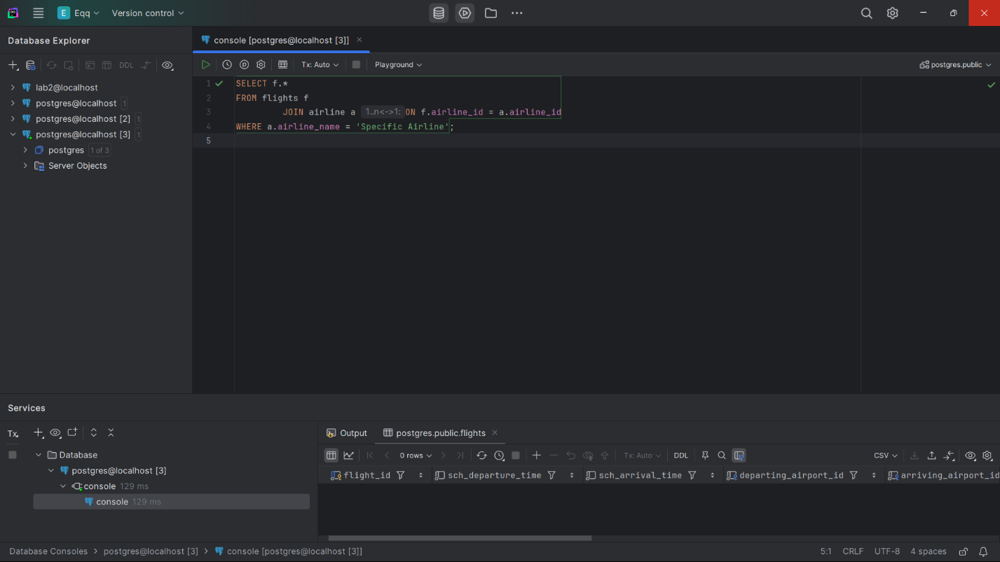 E Eqq Version control
Database Explorer
console [postgres@localhost [3]]
DDL
Tx: Auto Playground postgres.public
lab2@localhost
postgres@localhost 1
postgres@localhost [2] 1
postgres@localhost [3] 1
postgres 1 of 3
Server Objects
1 SELECT f.*
2 FROM flights f
3 JOIN airline a 1..n<->1: ON f.airline_id = a.airline_id
4 WHERE a.airline_name = 'Specific Airline';
5
Services
Tx
Database
postgres@localhost [3]
console 129 ms
console 129 ms
Output postgres.public.flights
0 rows Tx: Auto DDL CSV
flight_id sch_departure_time sch_arrival_time departing_airport_id arriving_airport_id
Database Consoles postgres@localhost [3] console [postgres@localhost [3]] 5:1 CRLF UTF-8 4 spaces